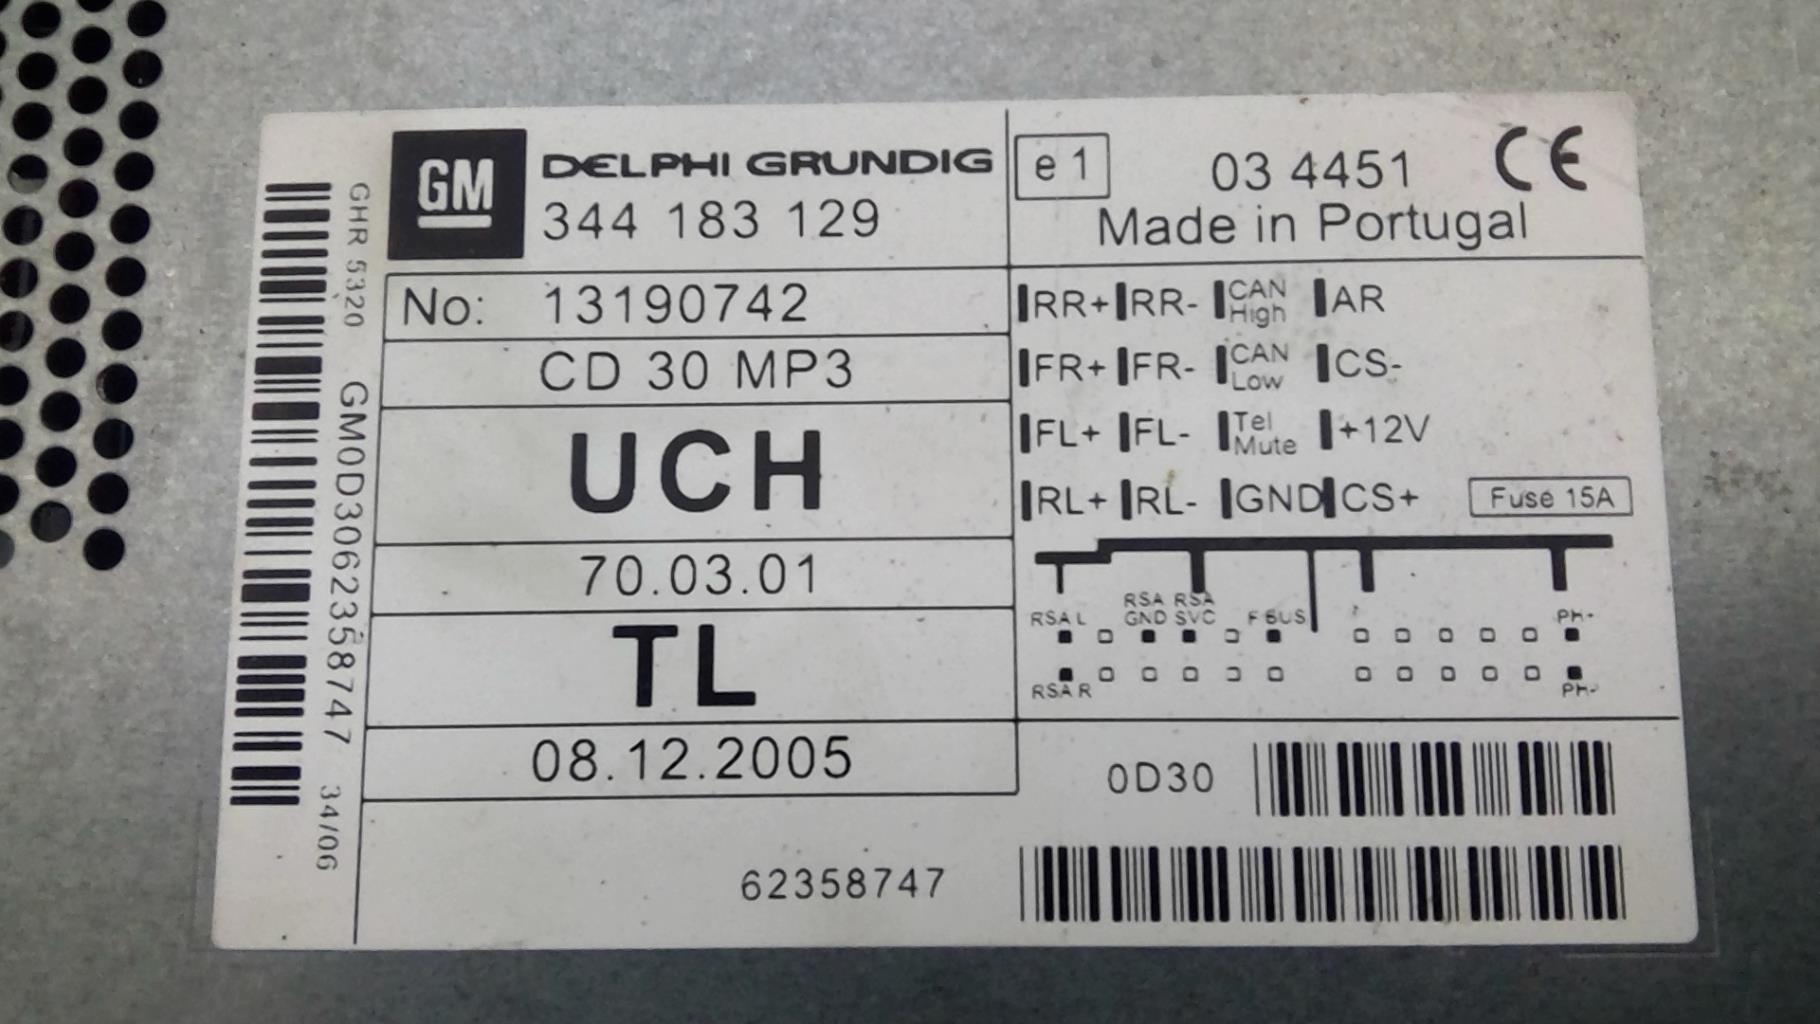 GHR 5320 GM0D3062358747 34/06
GM DELPHI GRUNDIG
344 183 129
No: 13190742
CD 30 MP3
UCH
70.03.01
TL
08.12.2005
62358747
e 1 03 4451 CE
Made in Portugal
RR+ RR- CAN High AR
FR+ FR- CAN Low CS-
FL+ FL- Tel Mute +12V
RL+ RL- GND CS+ Fuse 15A
RSA RSA
RSA L GND SVC F BUS PH+
RSA R PH-
0D30